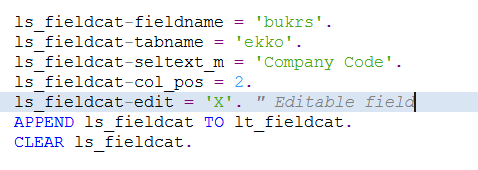 ls_fieldcat-fieldname = 'bukrs'.
ls_fieldcat-tabname = 'ekko'.
ls_fieldcat-seltext_m = 'Company Code'.
ls_fieldcat-col_pos = 2.
ls_fieldcat-edit = 'X'. " Editable field
APPEND ls_fieldcat TO lt_fieldcat.
CLEAR ls_fieldcat.